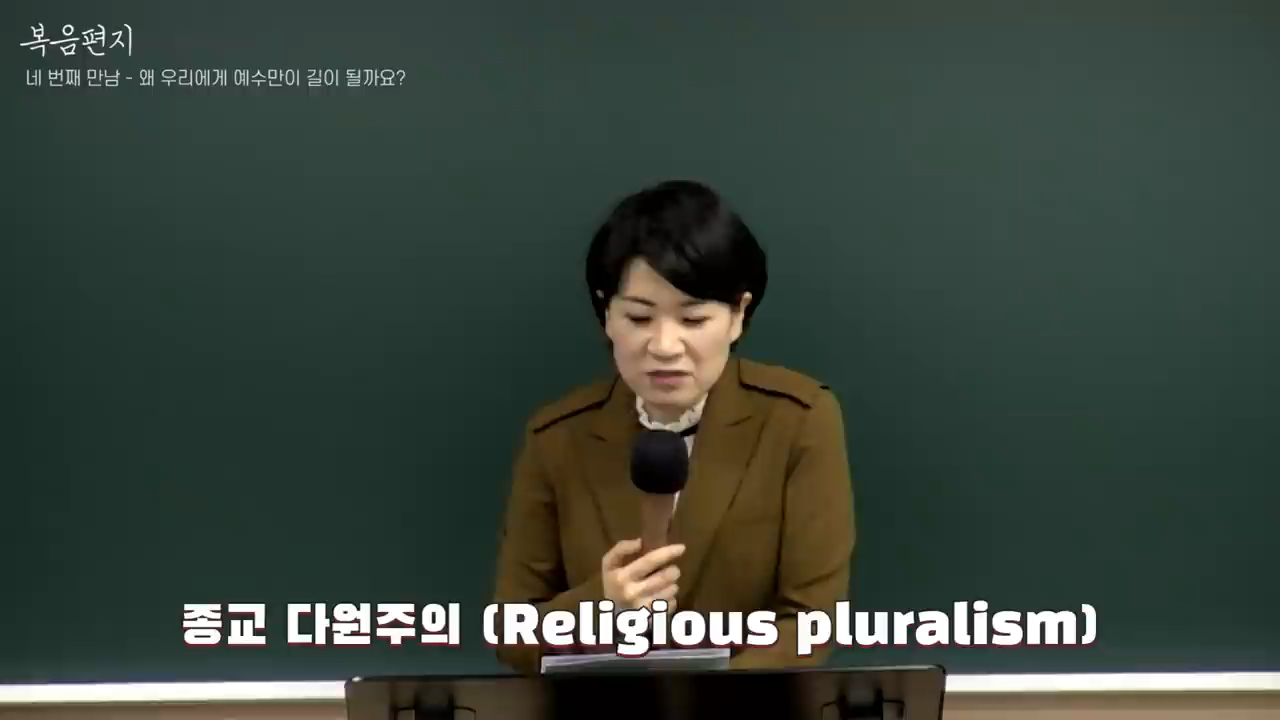 복음편지
네 번째 만남 - 왜 우리에게 예수만이 길이 될까요?
종교 다원주의 (Religious pluralism)